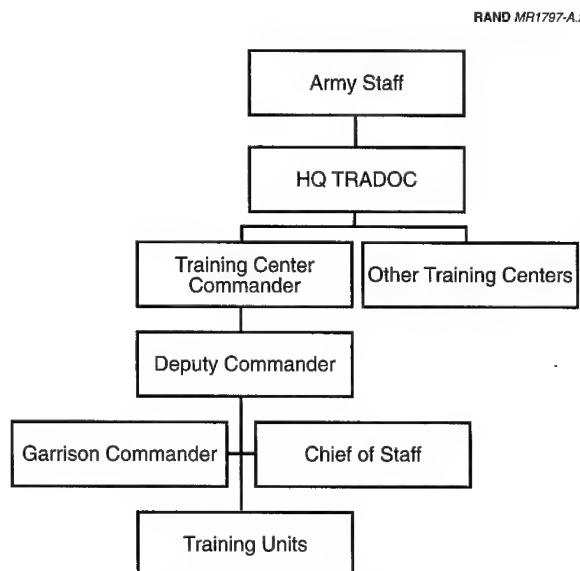 RAND MR1797-A.
Army Staff
HQ TRADOC
Training Center
Commander
Other Training Centers
Deputy Commander
Garrison Commander
Chief of Staff
Training Units